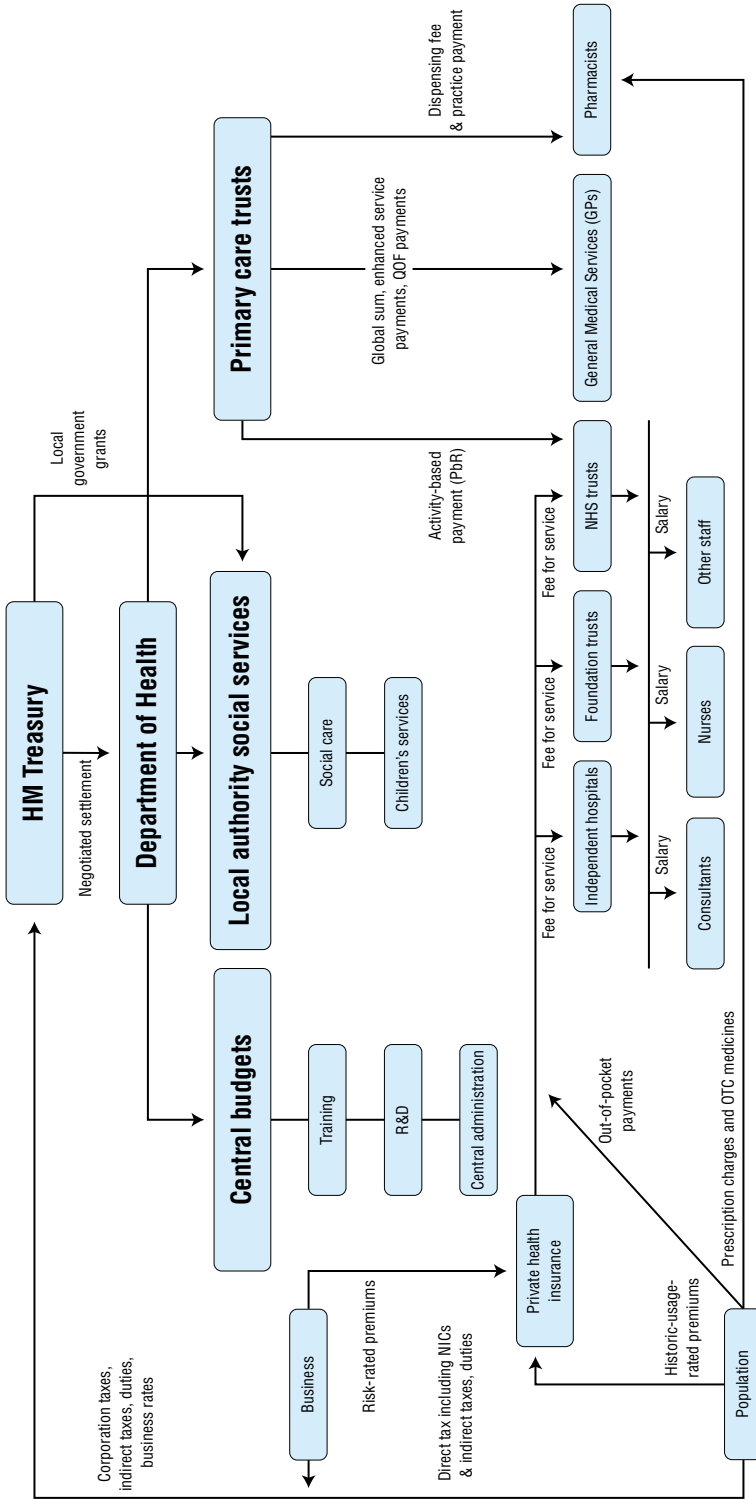 HM Treasury
Negotiated settlement
Local
government
grants
Department of Health
Corporation taxes,
indirect taxes, duties,
business rates
Central budgets
Training
R&D
Central administration
Local authority social services
Social care
Children's services
Primary care trusts
Activity-based
payment (PbR)
Global sum, enhanced service
payments, QOF payments
Dispensing fee
& practice payment
Business
Risk-rated premiums
Direct tax including NICs
& indirect taxes, duties
Private health
insurance
Fee for service
Fee for service
Fee for service
Independent hospitals
Foundation trusts
NHS trusts
General Medical Services (GPs)
Pharmacists
Salary
Salary
Salary
Consultants
Nurses
Other staff
Historic-usage-
rated premiums
Out-of-pocket
payments
Prescription charges and OTC medicines
Population